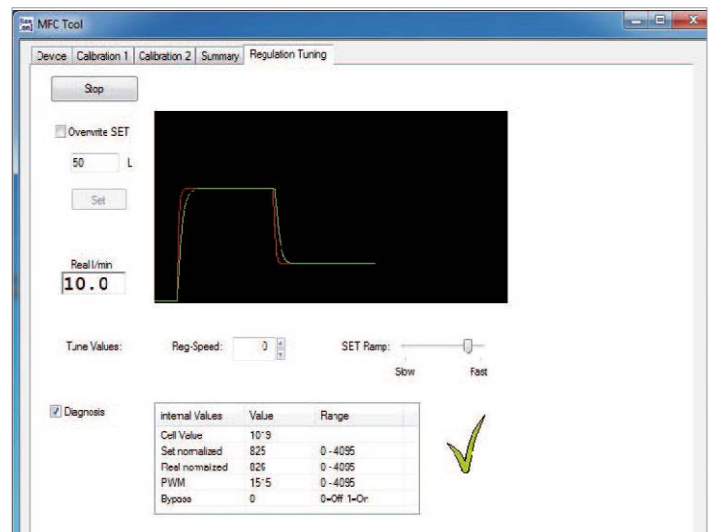 MFC Tool
Device Calibration 1 Calibration 2 Summary Regulation Tuning
Stop
Overwrite SET
50 L
Set
Real l/min
10.0
Tune Values: Reg-Speed: 0 SET Ramp:
Slow Fast
Diagnosis
Internal Values Value Range
Cell Value
Set normalized 825 0 - 4095
Real normalized 826 0 - 4095
PWM 0 - 4095
Bypass 0 0=Off 1=On